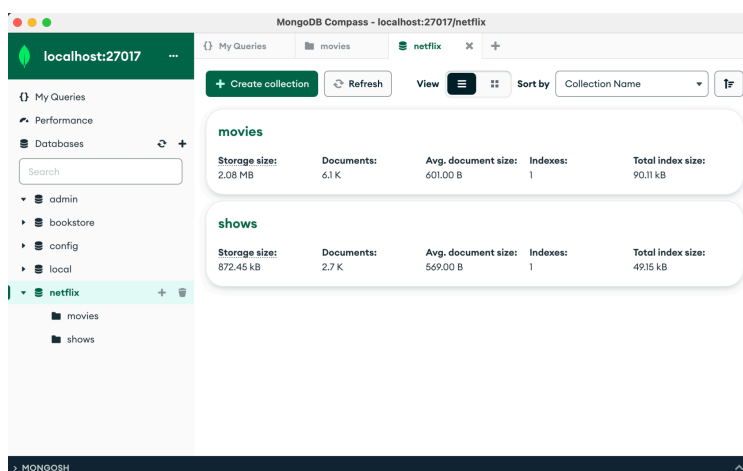 MongoDB Compass - localhost:27017/netflix
localhost:27017 ...
{} My Queries
Performance
Databases
Search
admin
bookstore
config
local
netflix
movies
shows
{} My Queries movies netflix
+ Create collection Refresh View Sort by Collection Name
movies
Storage size: Documents: Avg. document size: Indexes: Total index size:
2.08 MB 6.1 K 601.00 B 1 90.11 kB
shows
Storage size: Documents: Avg. document size: Indexes: Total index size:
872.45 kB 2.7 K 569.00 B 1 49.15 kB
> MONGOSH